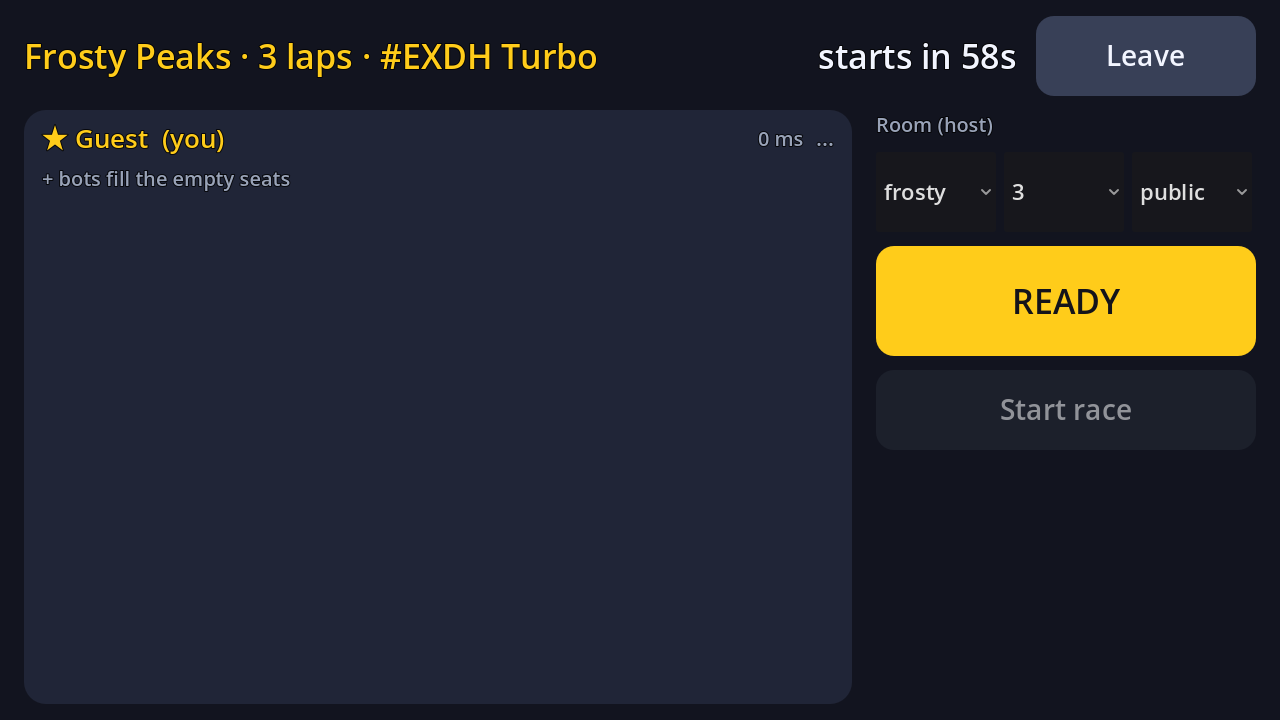 Frosty Peaks · 3 laps · #EXDH Turbo
starts in 58s
Leave
★ Guest (you)
0 ms ...
+ bots fill the empty seats
Room (host)
frosty
3
public
READY
Start race